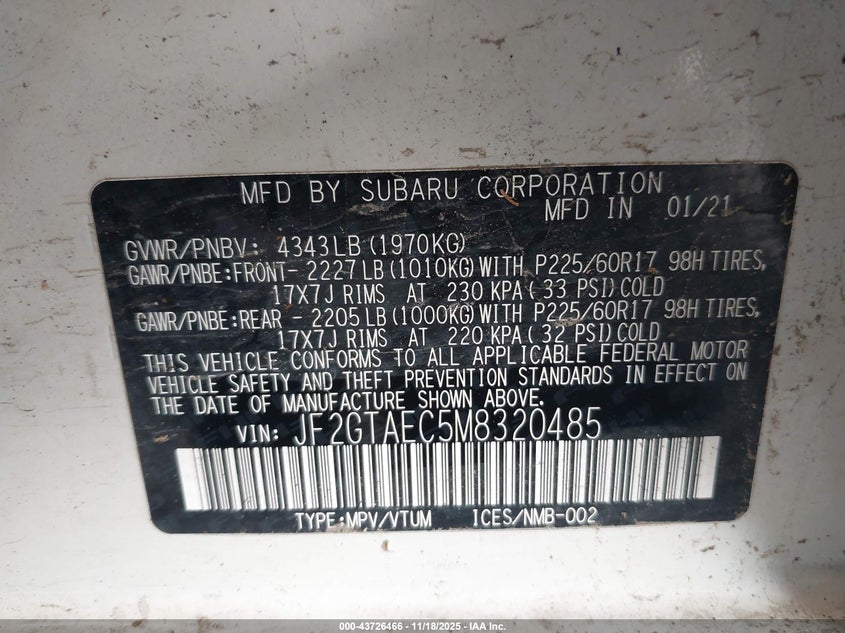 MFD BY SUBARU CORPORATION
MFD IN 01/21
GVWR/PNBV: 4343LB(1970KG)
GAWR/PNBE:FRONT- 2227LB(1010KG)WITH P225/60R17 98H TIRES,
17X7J RIMS AT 230 KPA(33 PSI)COLD
GAWR/PNBE:REAR - 2205LB(1000KG)WITH P225/60R17 98H TIRES,
17X7J RIMS AT 220 KPA(32 PSI)COLD
THIS VEHICLE CONFORMS TO ALL APPLICABLE FEDERAL MOTOR
VEHICLE SAFETY AND THEFT PREVENTION STANDARDS IN EFFECT ON
THE DATE OF MANUFACTURE SHOWN ABOVE.
VIN: JF2GTAEC5M8320485
TYPE:MPV/VTUM ICES/NMB-002
000-43726466 - 11/18/2025 - IAA Inc.